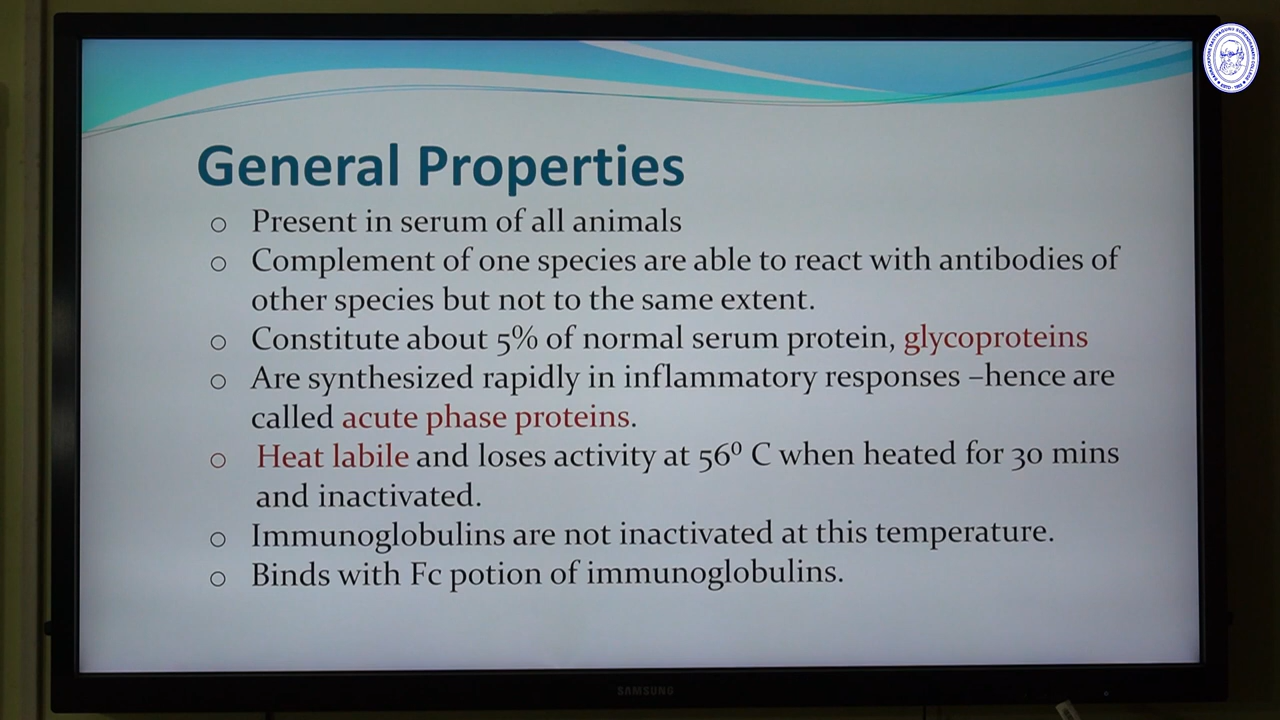 General Properties
Present in serum of all animals
Complement of one species are able to react with antibodies of
other species but not to the same extent.
Constitute about 5% of normal serum protein, glycoproteins
Are synthesized rapidly in inflammatory responses –hence are
called acute phase proteins.
Heat labile and loses activity at 56⁰ C when heated for 30 mins
and inactivated.
Immunoglobulins are not inactivated at this temperature.
Binds with Fc potion of immunoglobulins.
SAMSUNG